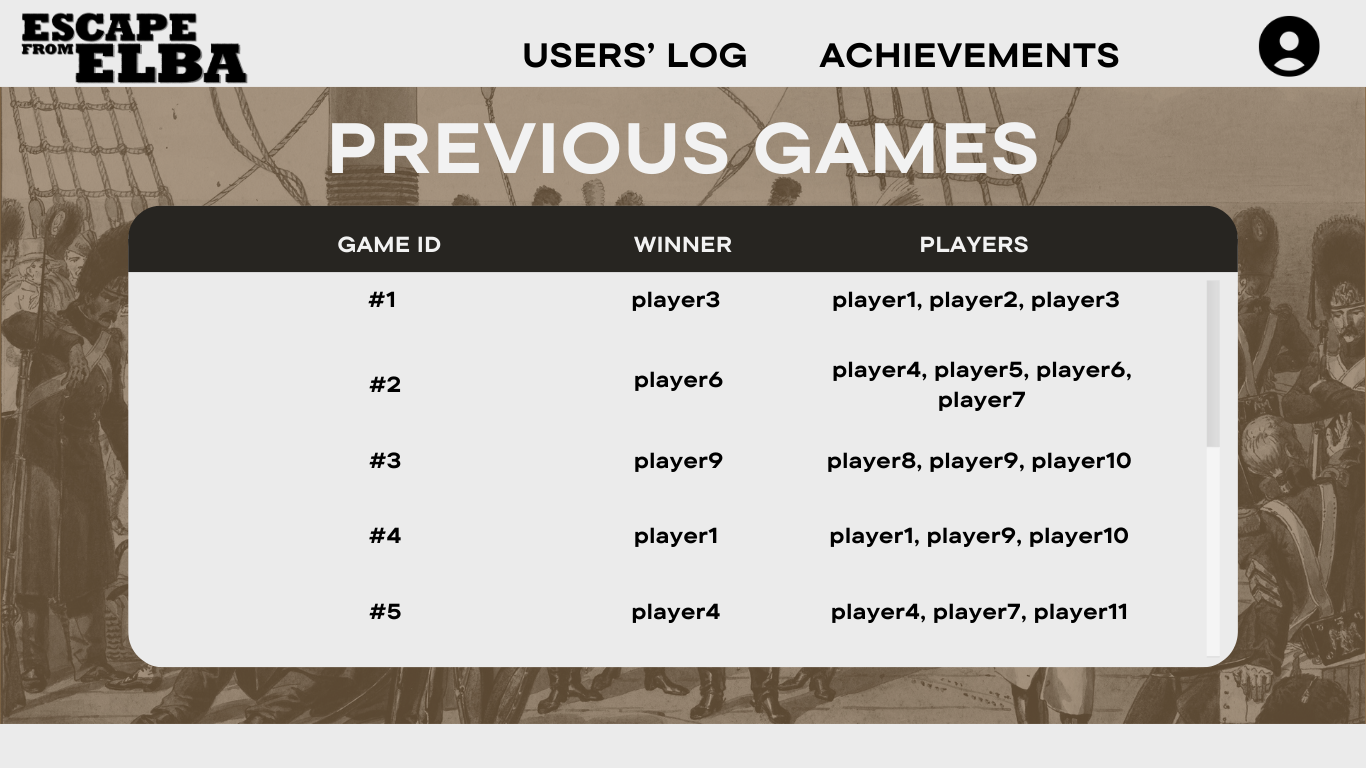 ESCAPE
FROM ELBA
USERS’ LOG ACHIEVEMENTS
PREVIOUS GAMES
GAME ID WINNER PLAYERS
#1 player3 player1, player2, player3
#2 player6 player4, player5, player6,
player7
#3 player9 player8, player9, player10
#4 player1 player1, player9, player10
#5 player4 player4, player7, player11